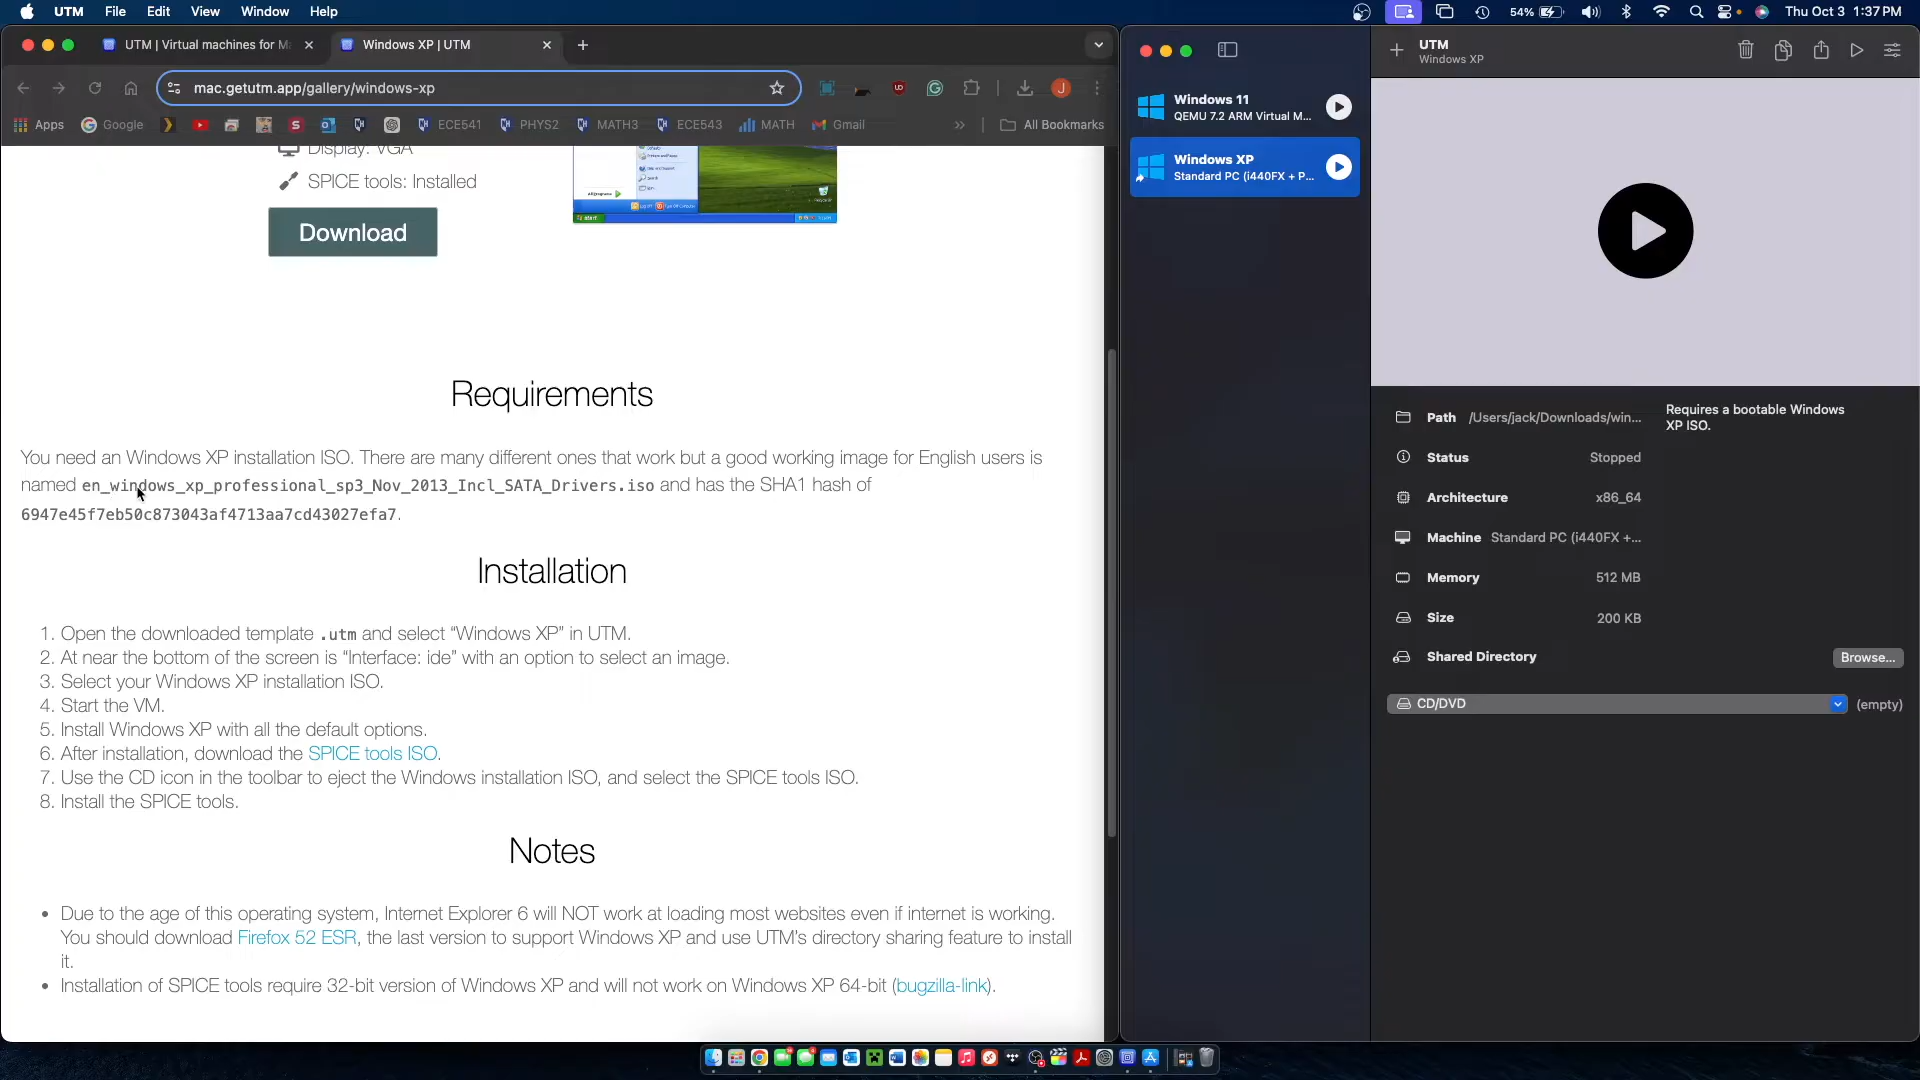 UTM File Edit View Window Help
54% Thu Oct 3 1:37 PM
UTM | Virtual machines for M
Windows XP | UTM
mac.getutm.app/gallery/windows-xp
Apps Google ECE541 PHYS2 MATH3 ECE543 MATH Gmail » All Bookmarks
Display: VGA
SPICE tools: Installed
Download
Requirements
You need an Windows XP installation ISO. There are many different ones that work but a good working image for English users is
named en_windows_xp_professional_sp3_Nov_2013_Incl_SATA_Drivers.iso and has the SHA1 hash of
6947e45f7eb50c873043af4713aa7cd43027efa7.
Installation
1. Open the downloaded template .utm and select “Windows XP” in UTM.
2. At near the bottom of the screen is “Interface: ide” with an option to select an image.
3. Select your Windows XP installation ISO.
4. Start the VM.
5. Install Windows XP with all the default options.
6. After installation, download the SPICE tools ISO.
7. Use the CD icon in the toolbar to eject the Windows installation ISO, and select the SPICE tools ISO.
8. Install the SPICE tools.
Notes
• Due to the age of this operating system, Internet Explorer 6 will NOT work at loading most websites even if internet is working.
You should download Firefox 52 ESR, the last version to support Windows XP and use UTM’s directory sharing feature to install
it.
• Installation of SPICE tools require 32-bit version of Windows XP and will not work on Windows XP 64-bit (bugzilla-link).
Windows 11
QEMU 7.2 ARM Virtual M...
Windows XP
Standard PC (i440FX + P...
UTM
Windows XP
Path /Users/jack/Downloads/win...
Requires a bootable Windows
XP ISO.
Status Stopped
Architecture x86_64
Machine Standard PC (i440FX +...
Memory 512 MB
Size 200 KB
Shared Directory Browse...
CD/DVD (empty)